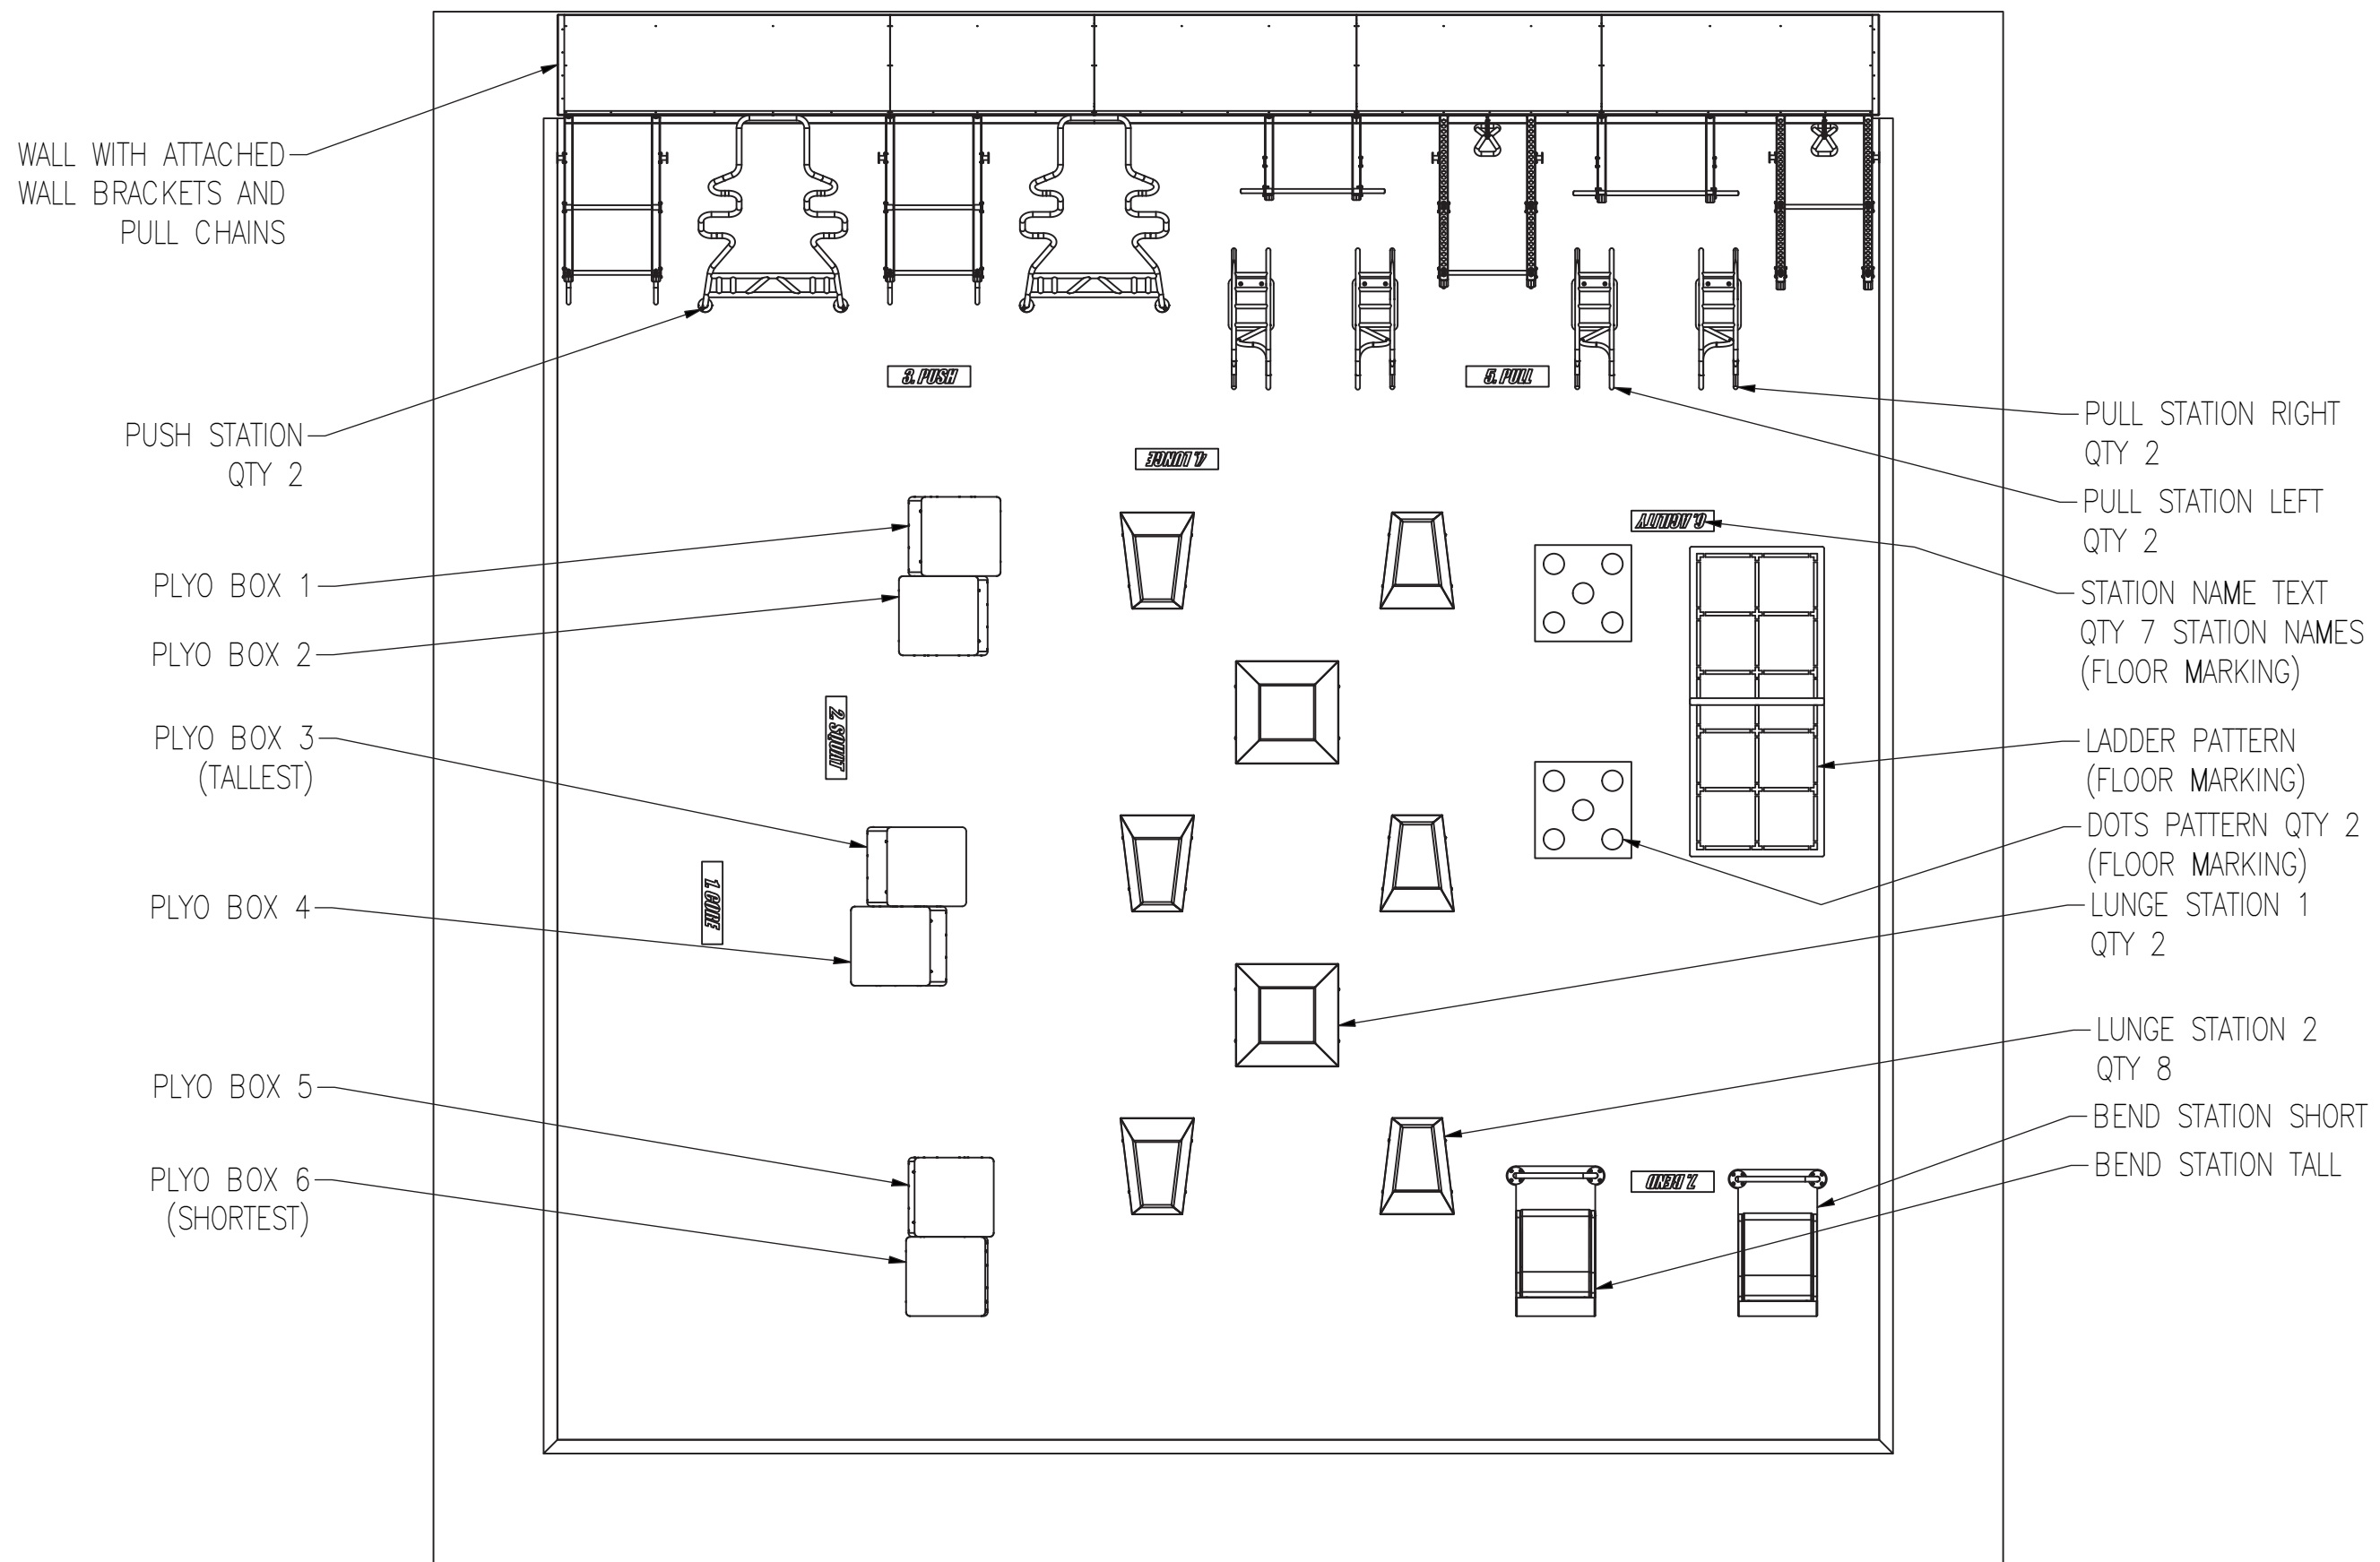 WALL WITH ATTACHED
WALL BRACKETS AND
PULL CHAINS
PUSH STATION
QTY 2
PLYO BOX 1
PLYO BOX 2
PLYO BOX 3
(TALLEST)
PLYO BOX 4
PLYO BOX 5
PLYO BOX 6
(SHORTEST)
3. PUSH
5. PULL
4. LUNGE
6. AGILITY
2. SQUAT
1. CORE
7. BEND
PULL STATION RIGHT
QTY 2
PULL STATION LEFT
QTY 2
STATION NAME TEXT
QTY 7 STATION NAMES
(FLOOR MARKING)
LADDER PATTERN
(FLOOR MARKING)
DOTS PATTERN QTY 2
(FLOOR MARKING)
LUNGE STATION 1
QTY 2
LUNGE STATION 2
QTY 8
BEND STATION SHORT
BEND STATION TALL